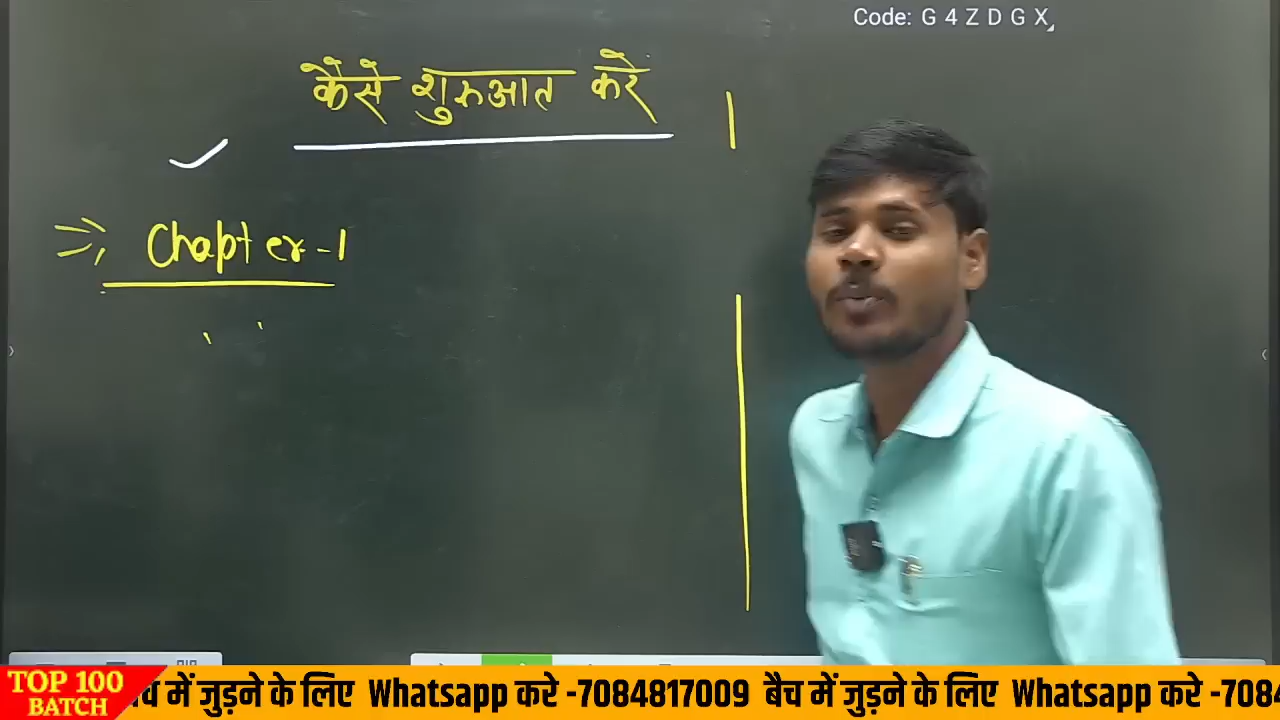 Code: G 4 Z D G X
कैसे शुरुआत करे
Chapter-1
TOP 100
BATCH
में जुड़ने के लिए Whatsapp करे -7084817009 बैच में जुड़ने के लिए Whatsapp करे -708